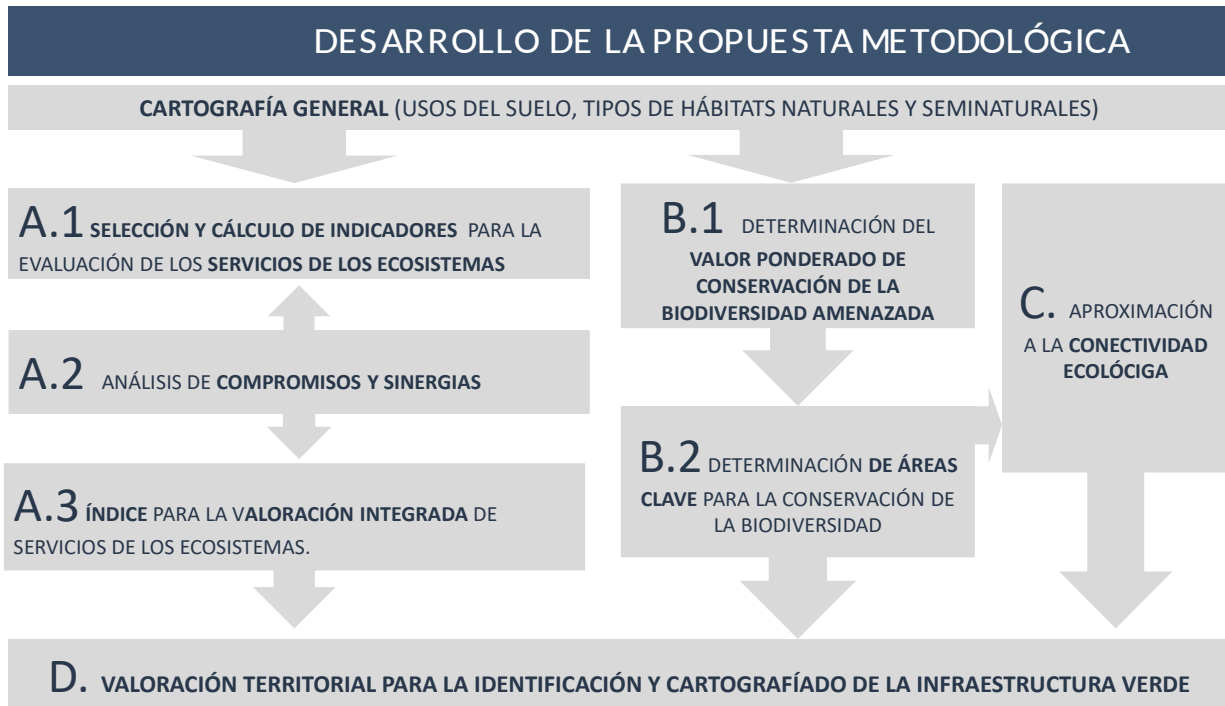 DESARROLLO DE LA PROPUESTA METODOLÓGICA
CARTOGRAFÍA GENERAL (USOS DEL SUELO, TIPOS DE HÁBITATS NATURALES Y SEMINATURALES)
A.1 SELECCIÓN Y CÁLCULO DE INDICADORES PARA LA
EVALUACIÓN DE LOS SERVICIOS DE LOS ECOSISTEMAS
A.2 ANÁLISIS DE COMPROMISOS Y SINERGIAS
A.3 ÍNDICE PARA LA VALORACIÓN INTEGRADA DE
SERVICIOS DE LOS ECOSISTEMAS.
B.1 DETERMINACIÓN DEL
VALOR PONDERADO DE
CONSERVACIÓN DE LA
BIODIVERSIDAD AMENAZADA
B.2 DETERMINACIÓN DE ÁREAS
CLAVE PARA LA CONSERVACIÓN DE
LA BIODIVERSIDAD
C. APROXIMACIÓN
A LA CONECTIVIDAD
ECOLÓCIGA
D. VALORACIÓN TERRITORIAL PARA LA IDENTIFICACIÓN Y CARTOGRAFÍADO DE LA INFRAESTRUCTURA VERDE